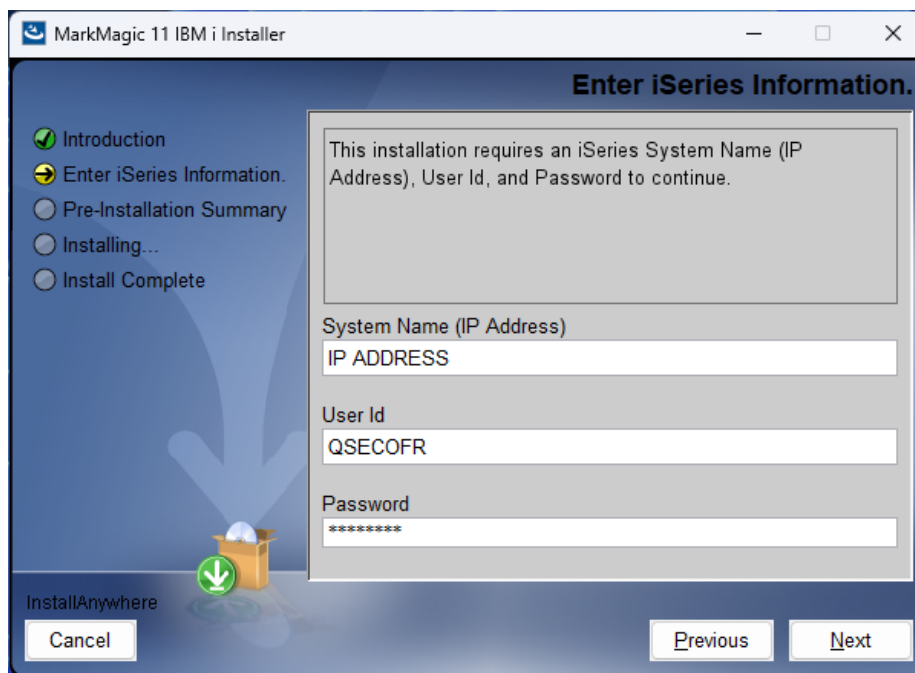 MarkMagic 11 IBM i Installer
Enter iSeries Information.
Introduction
Enter iSeries Information.
Pre-Installation Summary
Installing...
Install Complete
This installation requires an iSeries System Name (IP
Address), User Id, and Password to continue.
System Name (IP Address)
IP ADDRESS
User Id
QSECOFR
Password
********
InstallAnywhere
Cancel
Previous
Next